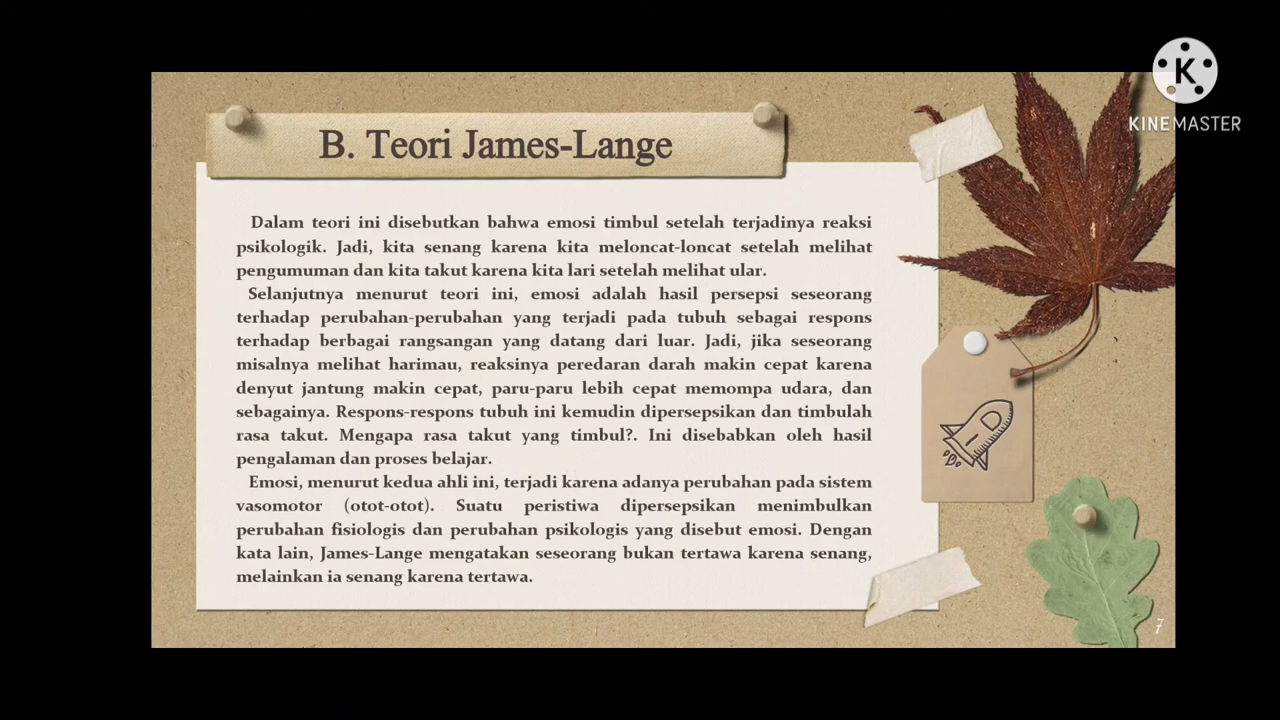 KINEMASTER
B. Teori James-Lange
Dalam teori ini disebutkan bahwa emosi timbul setelah terjadinya reaksi
psikologik. Jadi, kita senang karena kita meloncat-loncat setelah melihat
pengumuman dan kita takut karena kita lari setelah melihat ular.
Selanjutnya menurut teori ini, emosi adalah hasil persepsi seseorang
terhadap perubahan-perubahan yang terjadi pada tubuh sebagai respons
terhadap berbagai rangsangan yang datang dari luar. Jadi, jika seseorang
misalnya melihat harimau, reaksinya peredaran darah makin cepat karena
denyut jantung makin cepat, paru-paru lebih cepat memompa udara, dan
sebagainya. Respons-respons tubuh ini kemudin dipersepsikan dan timbulah
rasa takut. Mengapa rasa takut yang timbul?. Ini disebabkan oleh hasil
pengalaman dan proses belajar.
Emosi, menurut kedua ahli ini, terjadi karena adanya perubahan pada sistem
vasomotor (otot-otot). Suatu peristiwa dipersepsikan menimbulkan
perubahan fisiologis dan perubahan psikologis yang disebut emosi. Dengan
kata lain, James-Lange mengatakan seseorang bukan tertawa karena senang,
melainkan ia senang karena tertawa.
7